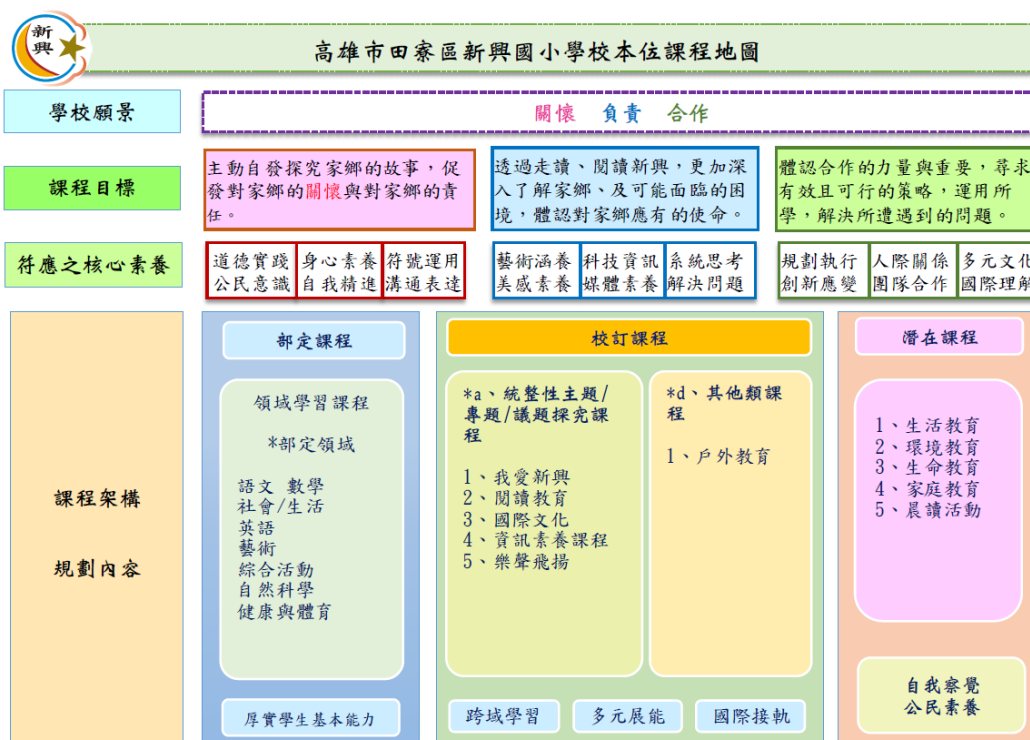 新
興
高雄市田寮區新興國小學校本位課程地圖
學校願景
關懷 負責 合作
課程目標
主動自發探究家鄉的故事，促
發對家鄉的關懷與對家鄉的責
任。
透過走讀、閱讀新興，更加深
入了解家鄉、及可能面臨的困
境，體認對家鄉應有的使命。
體認合作的力量與重要，尋求
有效且可行的策略，運用所
學，解決所遭遇到的問題。
符應之核心素養
道德實踐
公民意識
身心素養
自我精進
符號運用
溝通表達
藝術涵養
美感素養
科技資訊
媒體素養
系統思考
解決問題
規劃執行
創新應變
人際關係
團隊合作
多元文化
國際理解
課程架構
規劃內容
部定課程
領域學習課程
*部定領域
語文 數學
社會/生活
英語
藝術
綜合活動
自然科學
健康與體育
厚實學生基本能力
校訂課程
*a、統整性主題/
專題/議題探究課
程
1、我愛新興
2、閱讀教育
3、國際文化
4、資訊素養課程
5、樂聲飛揚
*d、其他類課
程
1、戶外教育
跨域學習
多元展能
國際接軌
潛在課程
1、生活教育
2、環境教育
3、生命教育
4、家庭教育
5、晨讀活動
自我察覺
公民素養